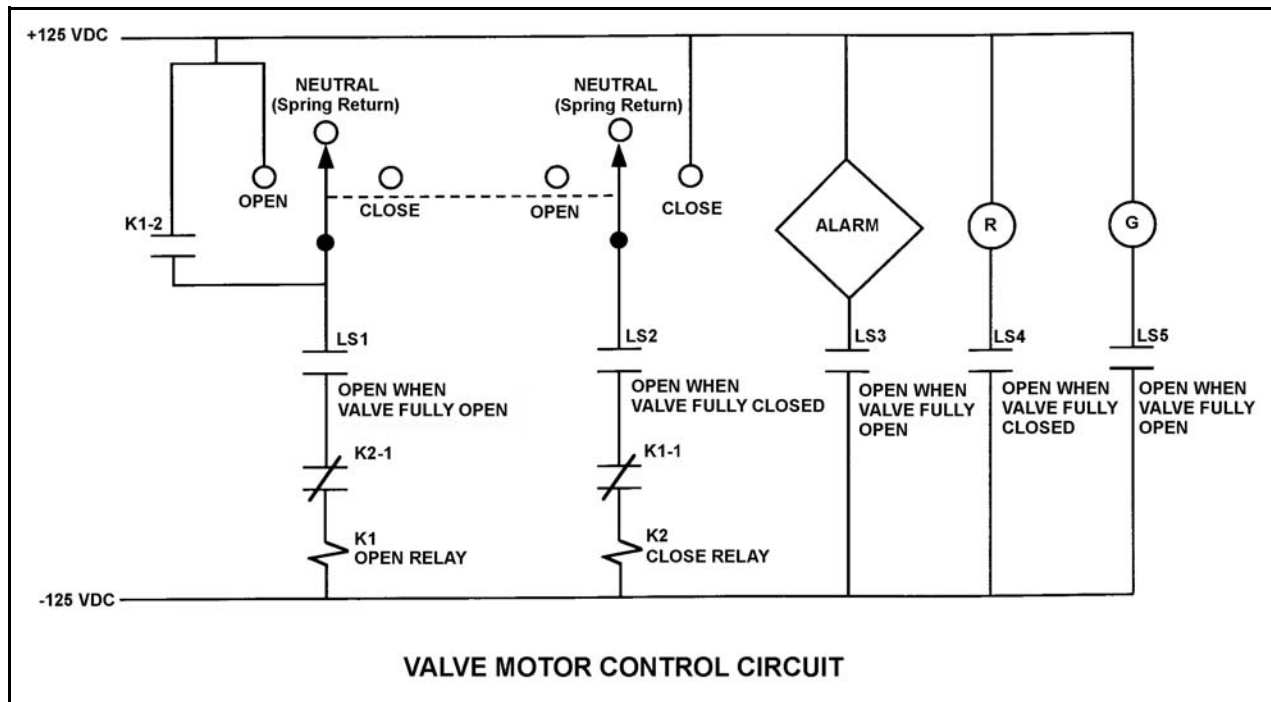 +125 VDC
NEUTRAL
(Spring Return)
NEUTRAL
(Spring Return)
OPEN
CLOSE
OPEN
CLOSE
K1-2
ALARM
R
G
LS1
OPEN WHEN
VALVE FULLY OPEN
LS2
OPEN WHEN
VALVE FULLY CLOSED
LS3
OPEN WHEN
VALVE FULLY
OPEN
LS4
OPEN WHEN
VALVE FULLY
CLOSED
LS5
OPEN WHEN
VALVE FULLY
OPEN
K2-1
K1-1
K1
OPEN RELAY
K2
CLOSE RELAY
-125 VDC
VALVE MOTOR CONTROL CIRCUIT